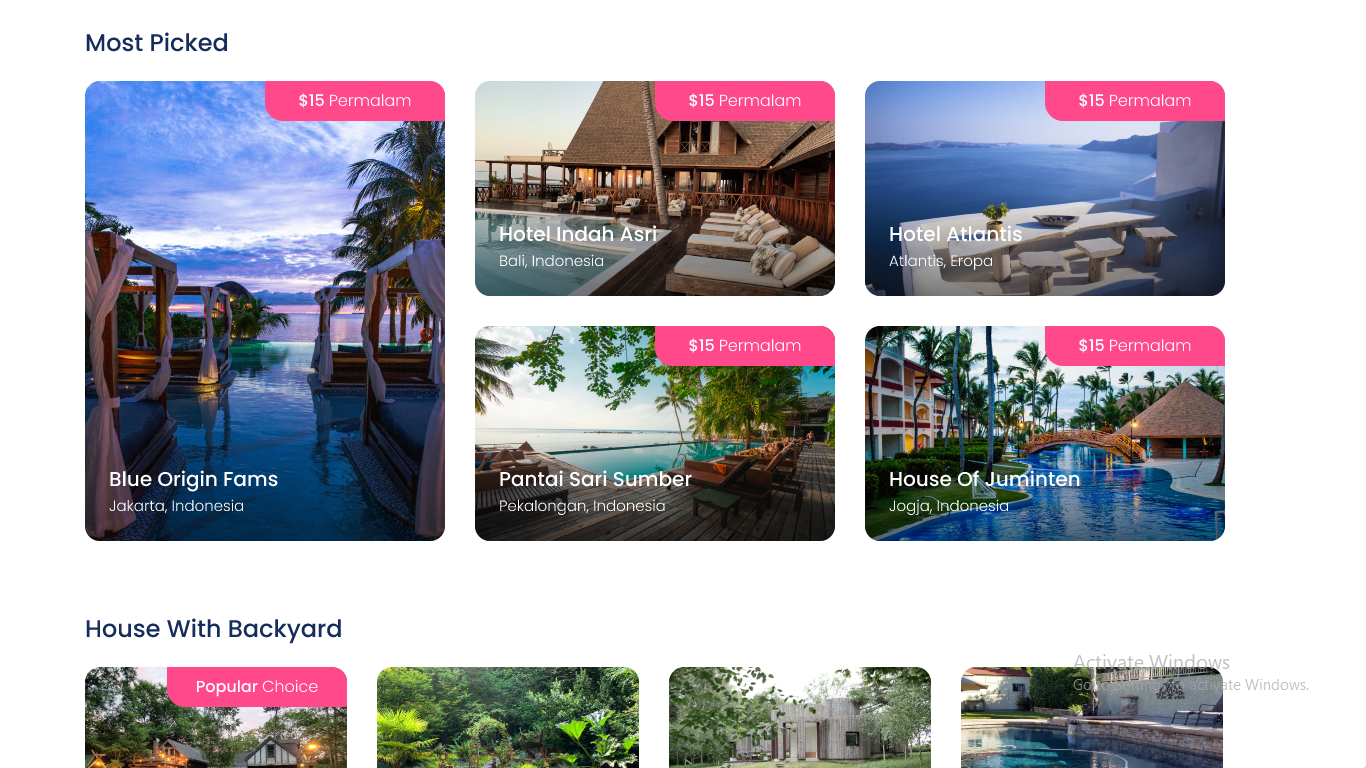 Most Picked
$15 Permalam
Blue Origin Fams
Jakarta, Indonesia
$15 Permalam
Hotel Indah Asri
Bali, Indonesia
$15 Permalam
Hotel Atlantis
Atlantis, Eropa
$15 Permalam
Pantai Sari Sumber
Pekalongan, Indonesia
$15 Permalam
House Of Juminten
Jogja, Indonesia
House With Backyard
Popular Choice
Activate Windows
Go to Settings to activate Windows.